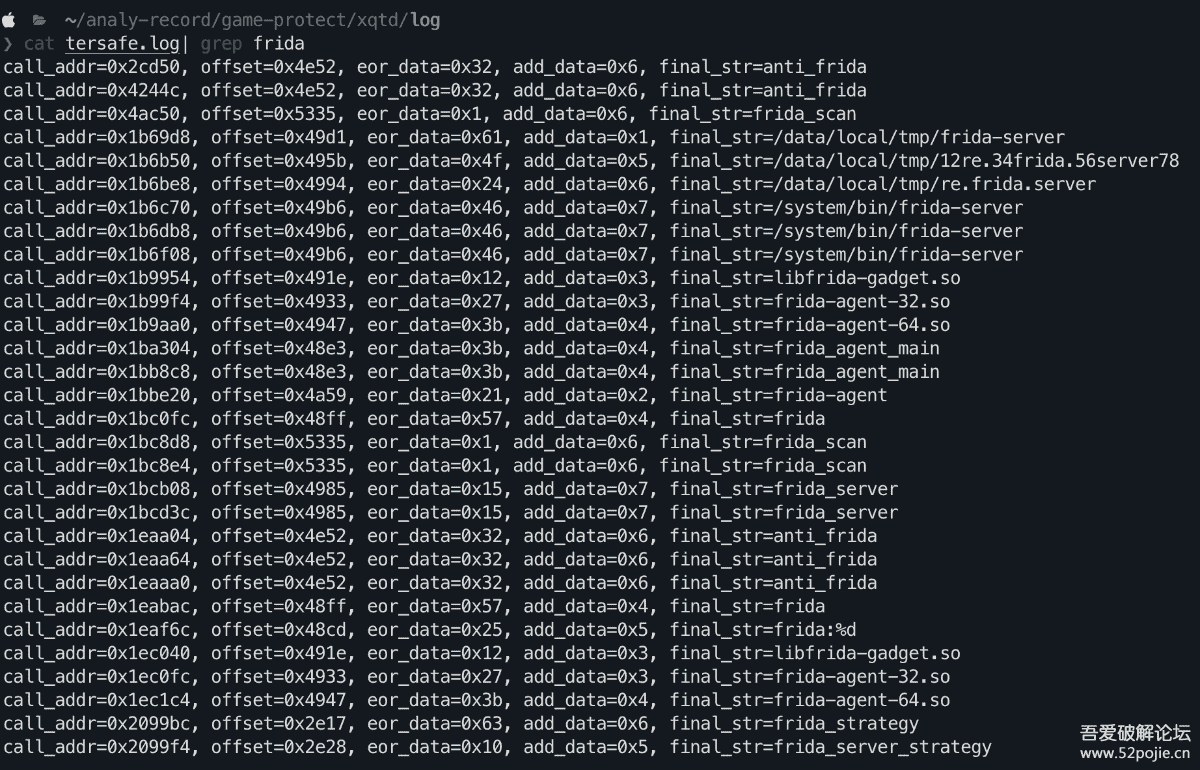 ~/analy-record/game-protect/xqtd/log
❯ cat tersafe.log| grep frida
call_addr=0x2cd50, offset=0x4e52, eor_data=0x32, add_data=0x6, final_str=anti_frida
call_addr=0x4244c, offset=0x4e52, eor_data=0x32, add_data=0x6, final_str=anti_frida
call_addr=0x4ac50, offset=0x5335, eor_data=0x1, add_data=0x6, final_str=frida_scan
call_addr=0x1b69d8, offset=0x49d1, eor_data=0x61, add_data=0x1, final_str=/data/local/tmp/frida-server
call_addr=0x1b6b50, offset=0x495b, eor_data=0x4f, add_data=0x5, final_str=/data/local/tmp/12re.34frida.56server78
call_addr=0x1b6be8, offset=0x4994, eor_data=0x24, add_data=0x6, final_str=/data/local/tmp/re.frida.server
call_addr=0x1b6c70, offset=0x49b6, eor_data=0x46, add_data=0x7, final_str=/system/bin/frida-server
call_addr=0x1b6db8, offset=0x49b6, eor_data=0x46, add_data=0x7, final_str=/system/bin/frida-server
call_addr=0x1b6f08, offset=0x49b6, eor_data=0x46, add_data=0x7, final_str=/system/bin/frida-server
call_addr=0x1b9954, offset=0x491e, eor_data=0x12, add_data=0x3, final_str=libfrida-gadget.so
call_addr=0x1b99f4, offset=0x4933, eor_data=0x27, add_data=0x3, final_str=frida-agent-32.so
call_addr=0x1b9aa0, offset=0x4947, eor_data=0x3b, add_data=0x4, final_str=frida-agent-64.so
call_addr=0x1ba304, offset=0x48e3, eor_data=0x3b, add_data=0x4, final_str=frida_agent_main
call_addr=0x1bb8c8, offset=0x48e3, eor_data=0x3b, add_data=0x4, final_str=frida_agent_main
call_addr=0x1bbe20, offset=0x4a59, eor_data=0x21, add_data=0x2, final_str=frida-agent
call_addr=0x1bc0fc, offset=0x48ff, eor_data=0x57, add_data=0x4, final_str=frida
call_addr=0x1bc8d8, offset=0x5335, eor_data=0x1, add_data=0x6, final_str=frida_scan
call_addr=0x1bc8e4, offset=0x5335, eor_data=0x1, add_data=0x6, final_str=frida_scan
call_addr=0x1bcb08, offset=0x4985, eor_data=0x15, add_data=0x7, final_str=frida_server
call_addr=0x1bcd3c, offset=0x4985, eor_data=0x15, add_data=0x7, final_str=frida_server
call_addr=0x1eaa04, offset=0x4e52, eor_data=0x32, add_data=0x6, final_str=anti_frida
call_addr=0x1eaa64, offset=0x4e52, eor_data=0x32, add_data=0x6, final_str=anti_frida
call_addr=0x1eaaa0, offset=0x4e52, eor_data=0x32, add_data=0x6, final_str=anti_frida
call_addr=0x1eabac, offset=0x48ff, eor_data=0x57, add_data=0x4, final_str=frida
call_addr=0x1eaf6c, offset=0x48cd, eor_data=0x25, add_data=0x5, final_str=frida:%d
call_addr=0x1ec040, offset=0x491e, eor_data=0x12, add_data=0x3, final_str=libfrida-gadget.so
call_addr=0x1ec0fc, offset=0x4933, eor_data=0x27, add_data=0x3, final_str=frida-agent-32.so
call_addr=0x1ec1c4, offset=0x4947, eor_data=0x3b, add_data=0x4, final_str=frida-agent-64.so
call_addr=0x2099bc, offset=0x2e17, eor_data=0x63, add_data=0x6, final_str=frida_strategy
call_addr=0x2099f4, offset=0x2e28, eor_data=0x10, add_data=0x5, final_str=frida_server_strategy
吾爱破解论坛
www.52pojie.cn